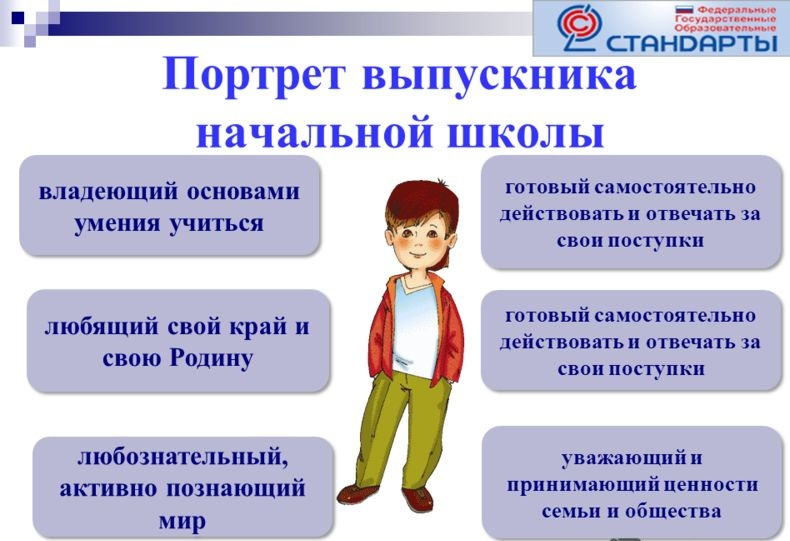 Федеральные
Государственные
Образовательные
СТАНДАРТЫ
Портрет выпускника
начальной школы
владеющий основами
умения учиться
любящий свой край и
свою Родину
любознательный,
активно познающий
мир
готовый самостоятельно
действовать и отвечать за
свои поступки
готовый самостоятельно
действовать и отвечать за
свои поступки
уважающий и
принимающий ценности
семьи и общества